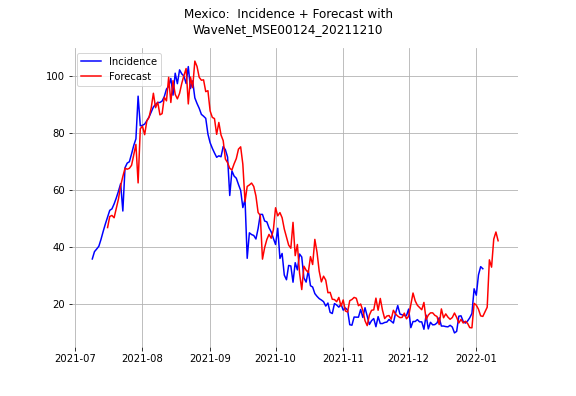 Mexico:  Incidence + Forecast with
WaveNet_MSE00124_20211210
Incidence
Forecast
100
80
60
40
20
2021-07 2021-08 2021-09 2021-10 2021-11 2021-12 2022-01